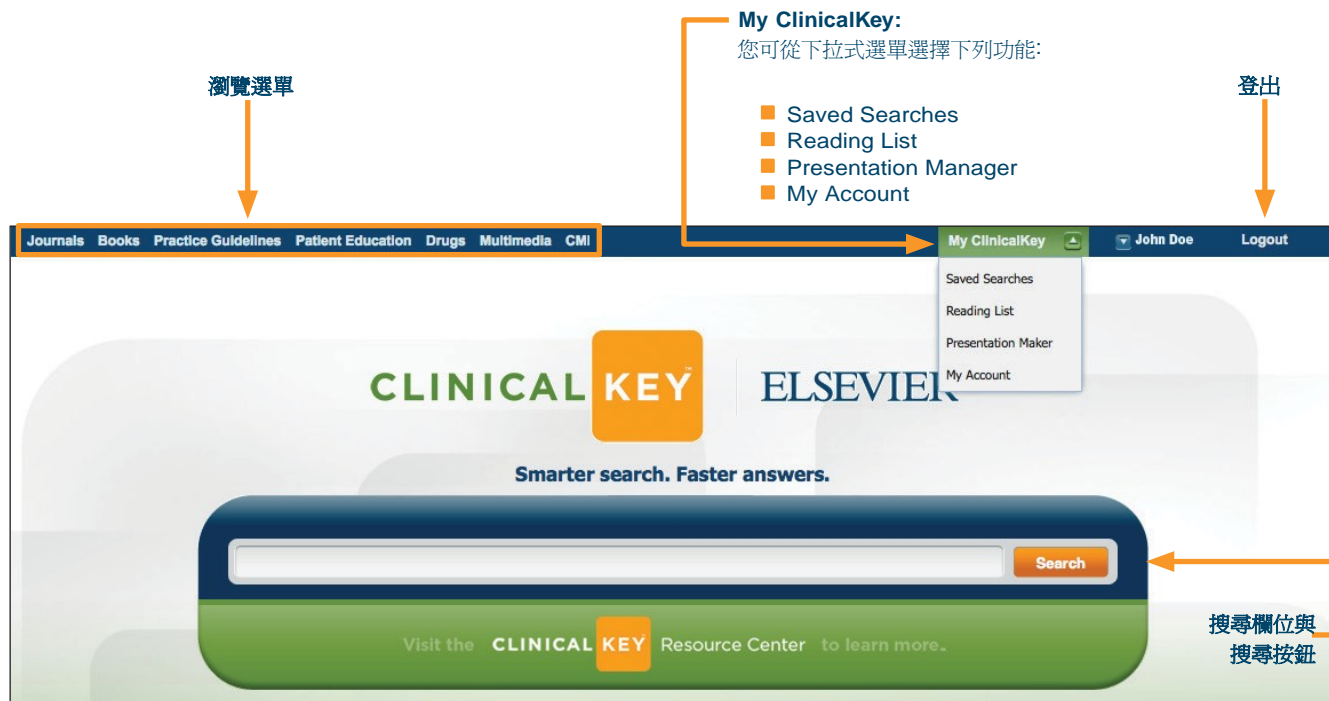 My ClinicalKey:
您可從下拉式選單選擇下列功能:
瀏覽選單
登出
Saved Searches
Reading List
Presentation Manager
My Account
Journals Books Practice Guidelines Patient Education Drugs Multimedia CM
My ClinicalKey John Doe Logout
Saved Searches
Reading List
Presentation Maker
My Account
CLINICAL KEY™ ELSEVIER
Smarter search. Faster answers.
Search
Visit the CLINICAL KEY Resource Center to learn more.
搜尋欄位與
搜尋按鈕